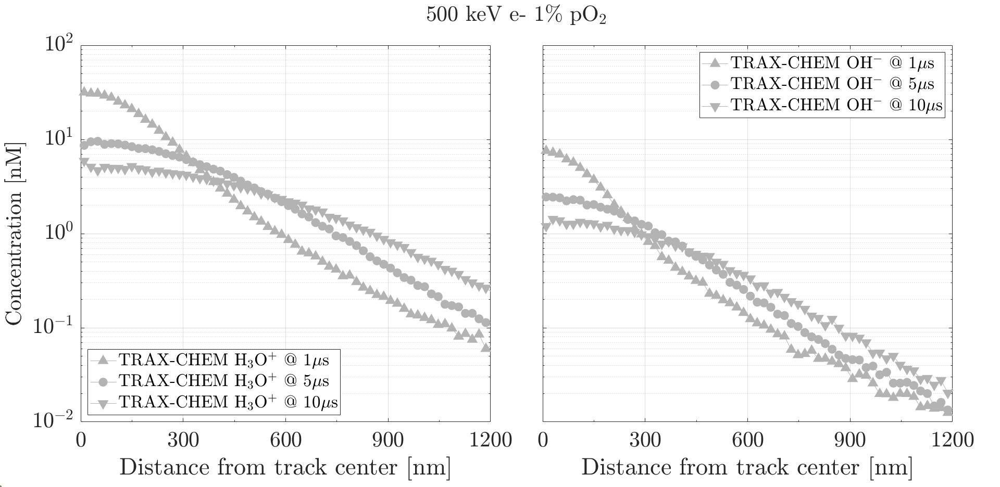 500 keV e- 1% pO₂
Concentration [nM]
10²
10¹
10⁰
10⁻¹
10⁻²
TRAX-CHEM H₃O⁺ @ 1μs
TRAX-CHEM H₃O⁺ @ 5μs
TRAX-CHEM H₃O⁺ @ 10μs
0 300 600 900 1200
Distance from track center [nm]
TRAX-CHEM OH⁻ @ 1μs
TRAX-CHEM OH⁻ @ 5μs
TRAX-CHEM OH⁻ @ 10μs
0 300 600 900 1200
Distance from track center [nm]